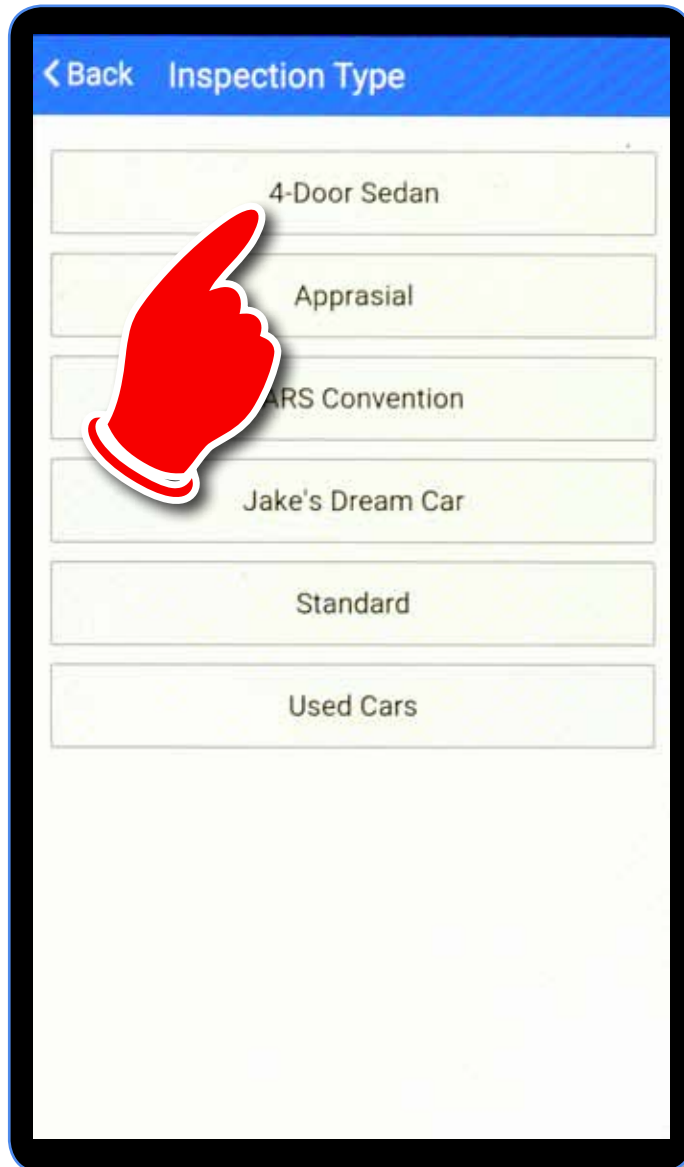 Back Inspection Type
4-Door Sedan
Apprasial
ARS Convention
Jake's Dream Car
Standard
Used Cars